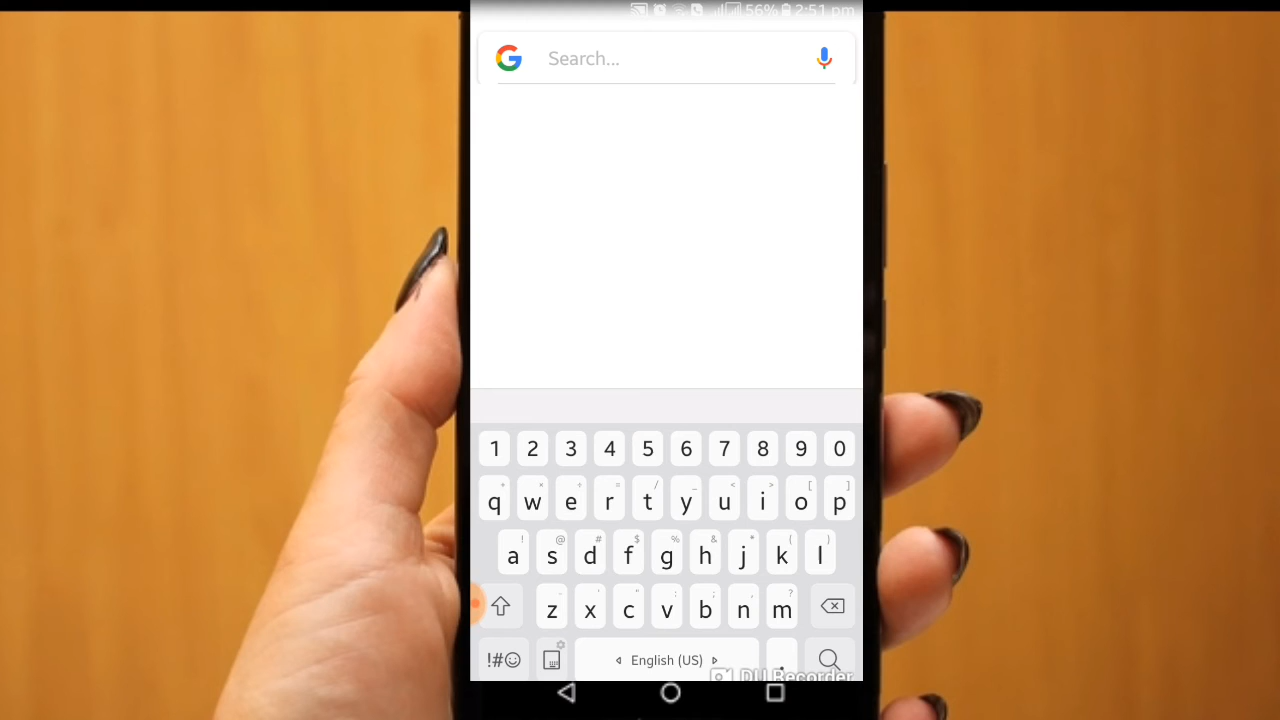 56% 2:51 pm
G Search...
1 2 3 4 5 6 7 8 9 0
+ × ÷ = / _ < > [ ]
q w e r t y u i o p
! @ # $ % & * ( )
a s d f g h j k l
- ' " : ; , ?
z x c v b n m
!#☺ English (US) .
DU Recorder